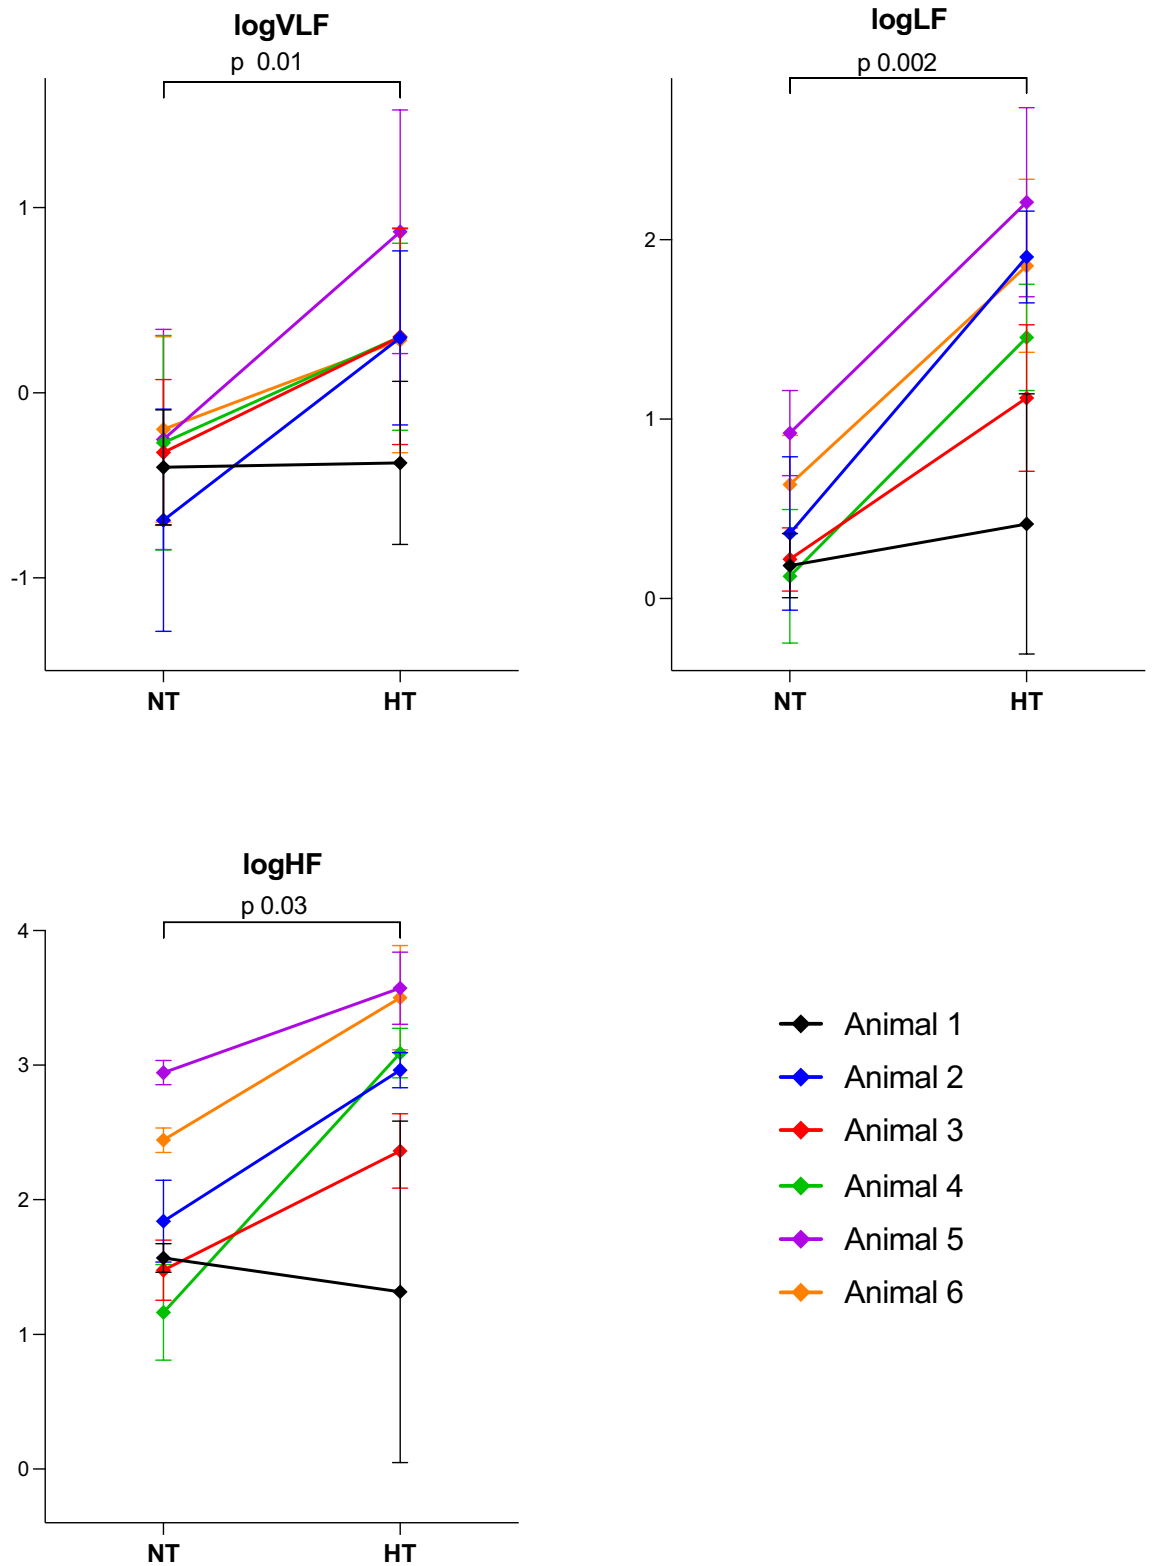 logVLF
p 0.01
1
0
-1
NT HT
logLF
p 0.002
2
1
0
NT HT
logHF
p 0.03
4
3
2
1
0
NT HT
Animal 1
Animal 2
Animal 3
Animal 4
Animal 5
Animal 6